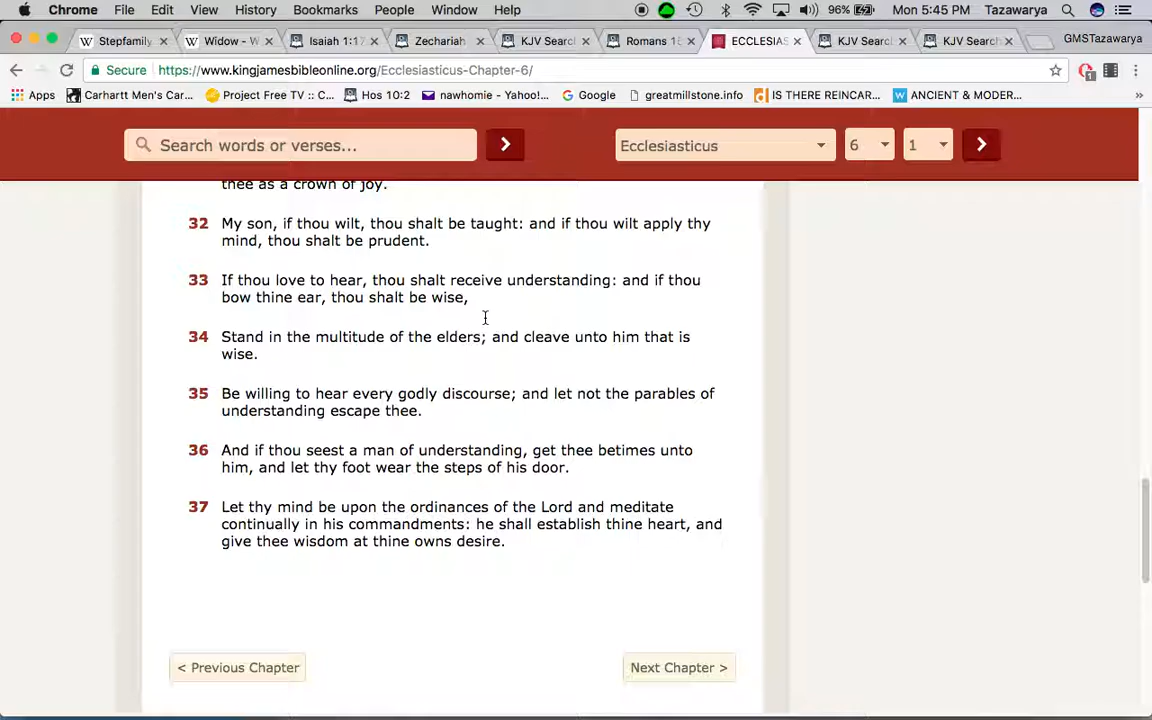 Chrome File Edit View History Bookmarks People Window Help 96% Mon 5:45 PM Tazawarya
Stepfamily Widow - W Isaiah 1:17 Zechariah KJV Searc Romans 15 ECCLESIAS KJV Searc KJV Searc GMSTazawarya
Secure https://www.kingjamesbibleonline.org/Ecclesiasticus-Chapter-6/ 1
Apps Carhartt Men's Car... Project Free TV :: C... Hos 10:2 nawhomie - Yahoo!... Google greatmillstone.info IS THERE REINCAR... ANCIENT & MODER... »
Search words or verses... Ecclesiasticus 6 1
thee as a crown of joy.
32 My son, if thou wilt, thou shalt be taught: and if thou wilt apply thy
mind, thou shalt be prudent.
33 If thou love to hear, thou shalt receive understanding: and if thou
bow thine ear, thou shalt be wise,
34 Stand in the multitude of the elders; and cleave unto him that is
wise.
35 Be willing to hear every godly discourse; and let not the parables of
understanding escape thee.
36 And if thou seest a man of understanding, get thee betimes unto
him, and let thy foot wear the steps of his door.
37 Let thy mind be upon the ordinances of the Lord and meditate
continually in his commandments: he shall establish thine heart, and
give thee wisdom at thine owns desire.
< Previous Chapter Next Chapter >